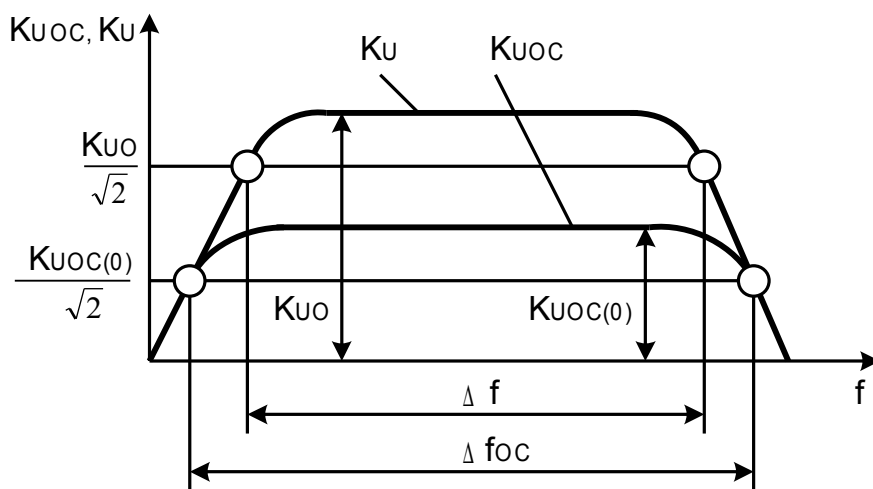 KUOC, KU
KU
KUOC
KUO
√2
KUOC(0)
√2
KUO
KUOC(0)
f
Δ f
Δ fOC